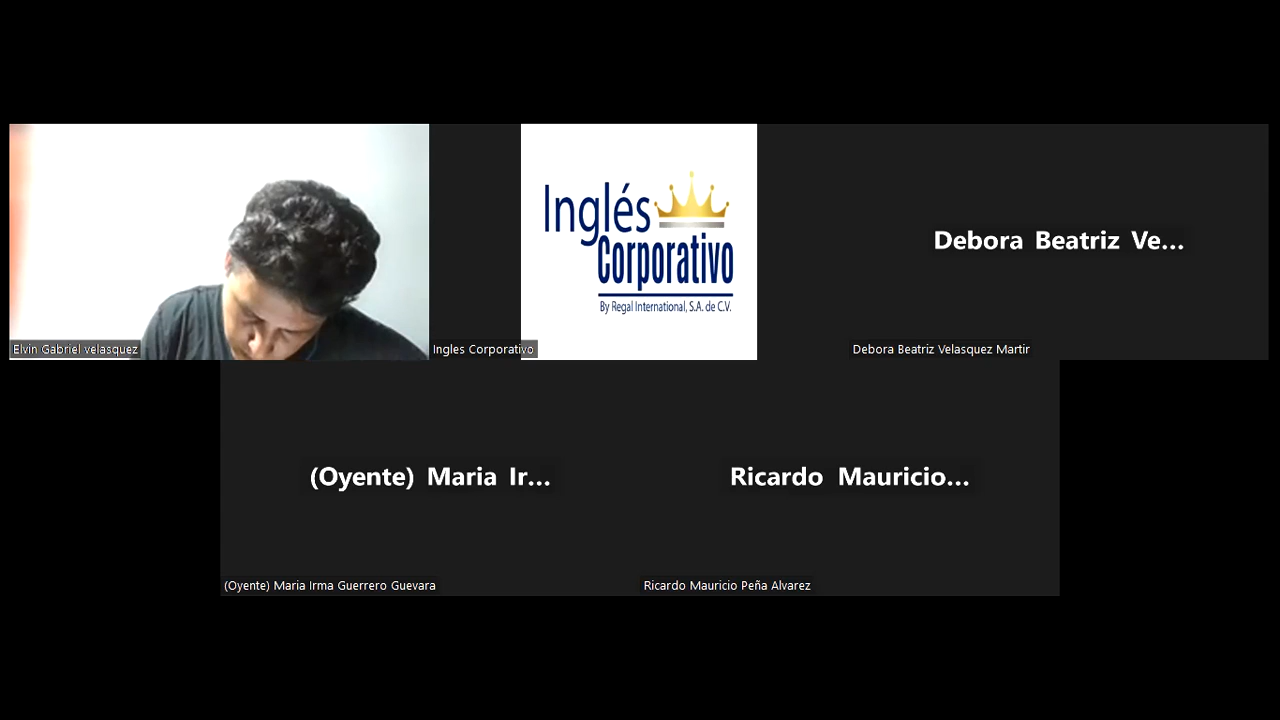 Inglés
Corporativo
By Regal International, S.A. de C.V.
Debora Beatriz Ve...
Elvin Gabriel velasquez
Ingles Corporativo
Debora Beatriz Velasquez Martir
(Oyente) Maria Ir...
Ricardo Mauricio...
(Oyente) Maria Irma Guerrero Guevara
Ricardo Mauricio Peña Alvarez